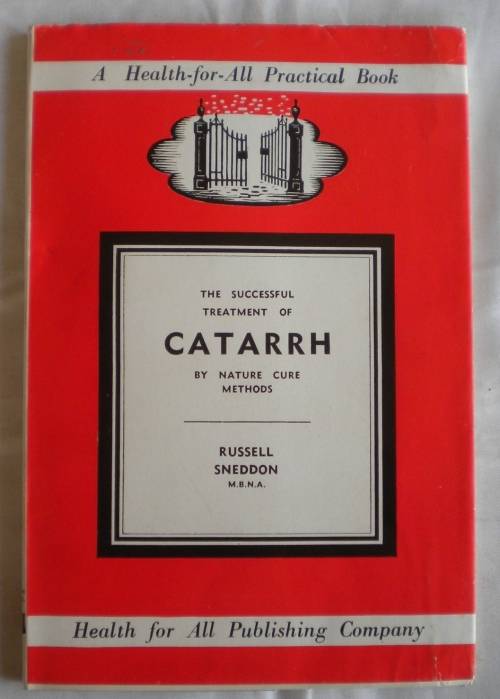 A Health-for-All Practical Book
THE SUCCESSFUL
TREATMENT OF
CATARRH
BY NATURE CURE
METHODS
RUSSELL
SNEDDON
M.B.N.A.
Health for All Publishing Company